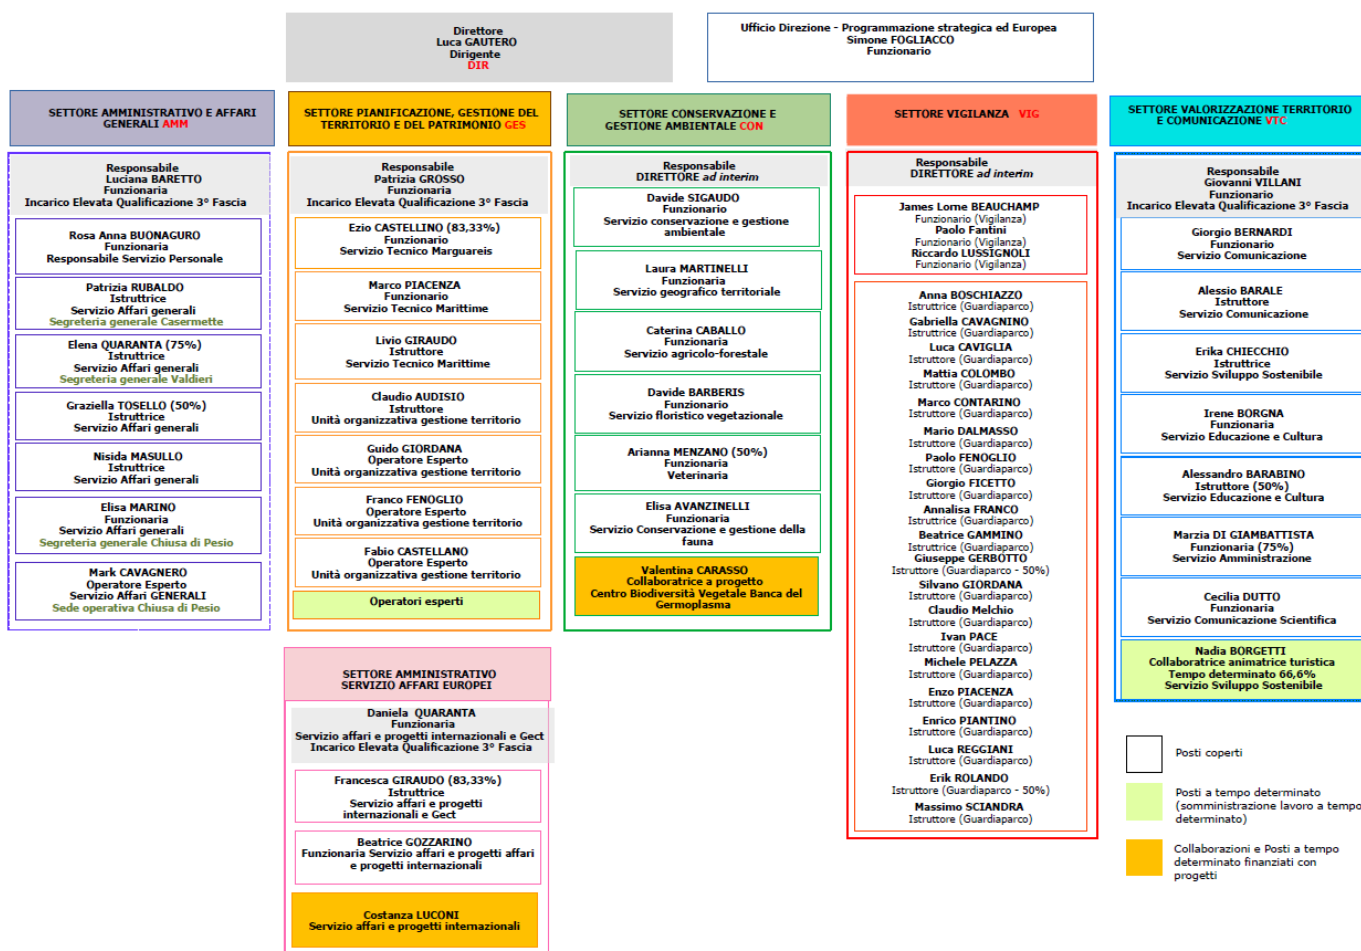 Direttore
Luca GAUTERO
Dirigente
DIR
Ufficio Direzione - Programmazione strategica ed Europea
Simone FOGLIACCO
Funzionario
SETTORE AMMINISTRATIVO E AFFARI
GENERALI AMM
Responsabile
Luciana BARETTO
Funzionaria
Incarico Elevata Qualificazione 3° Fascia
Rosa Anna BUONAGURO
Funzionaria
Responsabile Servizio Personale
Patrizia RUBALDO
Istruttrice
Servizio Affari generali
Segreteria generale Casermette
Elena QUARANTA (75%)
Istruttrice
Servizio Affari generali
Segreteria generale Valdieri
Graziella TOSELLO (50%)
Istruttrice
Servizio Affari generali
Nisida MASULLO
Istruttrice
Servizio Affari generali
Elisa MARINO
Funzionaria
Servizio Affari generali
Segreteria generale Chiusa di Pesio
Mark CAVAGNERO
Operatore Esperto
Servizio Affari GENERALI
Sede operativa Chiusa di Pesio
SETTORE PIANIFICAZIONE, GESTIONE DEL
TERRITORIO E DEL PATRIMONIO GES
Responsabile
Patrizia GROSSO
Funzionaria
Incarico Elevata Qualificazione 3° Fascia
Ezio CASTELLINO (83,33%)
Funzionario
Servizio Tecnico Marguareis
Marco PIACENZA
Funzionario
Servizio Tecnico Marittime
Livio GIRAUDO
Istruttore
Servizio Tecnico Marittime
Claudio AUDISIO
Istruttore
Unità organizzativa gestione territorio
Guido GIORDANA
Operatore Esperto
Unità organizzativa gestione territorio
Franco FENOGLIO
Operatore Esperto
Unità organizzativa gestione territorio
Fabio CASTELLANO
Operatore Esperto
Unità organizzativa gestione territorio
Operatori esperti
SETTORE AMMINISTRATIVO
SERVIZIO AFFARI EUROPEI
Daniela QUARANTA
Funzionaria
Servizio affari e progetti internazionali e Gect
Incarico Elevata Qualificazione 3° Fascia
Francesca GIRAUDO (83,33%)
Istruttrice
Servizio affari e progetti
internazionali e Gect
Beatrice GOZZARINO
Funzionaria Servizio affari e progetti affari
e progetti internazionali
Costanza LUCONI
Servizio affari e progetti internazionali
SETTORE CONSERVAZIONE E
GESTIONE AMBIENTALE CON
Responsabile
DIRETTORE ad interim
Davide SIGAUDO
Funzionario
Servizio conservazione e gestione
ambientale
Laura MARTINELLI
Funzionaria
Servizio geografico territoriale
Caterina CABALLO
Funzionaria
Servizio agricolo-forestale
Davide BARBERIS
Funzionario
Servizio floristico vegetazionale
Arianna MENZANO (50%)
Funzionaria
Veterinaria
Elisa AVANZINELLI
Funzionaria
Servizio Conservazione e gestione della
fauna
Valentina CARASSO
Collaboratrice a progetto
Centro Biodiversità Vegetale Banca del
Germoplasma
SETTORE VIGILANZA VIG
Responsabile
DIRETTORE ad interim
James Lorne BEAUCHAMP
Funzionario (Vigilanza)
Paolo Fantini
Funzionario (Vigilanza)
Riccardo LUSSIGNOLI
Funzionario (Vigilanza)
Anna BOSCHIAZZO
Istruttrice (Guardiaparco)
Gabriella CAVAGNINO
Istruttrice (Guardiaparco)
Luca CAVIGLIA
Istruttore (Guardiaparco)
Mattia COLOMBO
Istruttore (Guardiaparco)
Marco CONTARINO
Istruttore (Guardiaparco)
Mario DALMASSO
Istruttore (Guardiaparco)
Paolo FENOGLIO
Istruttore (Guardiaparco)
Giorgio FICETTO
Istruttore (Guardiaparco)
Annalisa FRANCO
Istruttrice (Guardiaparco)
Beatrice GAMMINO
Istruttrice (Guardiaparco)
Giuseppe GERBOTTO
Istruttore (Guardiaparco - 50%)
Silvano GIORDANA
Istruttore (Guardiaparco)
Claudio Melchio
Istruttore (Guardiaparco)
Ivan PACE
Istruttore (Guardiaparco)
Michele PELAZZA
Istruttore (Guardiaparco)
Enzo PIACENZA
Istruttore (Guardiaparco)
Enrico PIANTINO
Istruttore (Guardiaparco)
Luca REGGIANI
Istruttore (Guardiaparco)
Erik ROLANDO
Istruttore (Guardiaparco - 50%)
Massimo SCIANDRA
Istruttore (Guardiaparco)
SETTORE VALORIZZAZIONE TERRITORIO
E COMUNICAZIONE VTC
Responsabile
Giovanni VILLANI
Funzionario
Incarico Elevata Qualificazione 3° Fascia
Giorgio BERNARDI
Funzionario
Servizio Comunicazione
Alessio BARALE
Istruttore
Servizio Comunicazione
Erika CHIECCHIO
Istruttrice
Servizio Sviluppo Sostenibile
Irene BORGNA
Funzionaria
Servizio Educazione e Cultura
Alessandro BARABINO
Istruttore (50%)
Servizio Educazione e Cultura
Marzia DI GIAMBATTISTA
Funzionaria (75%)
Servizio Amministrazione
Cecilia DUTTO
Funzionaria
Servizio Comunicazione Scientifica
Nadia BORGETTI
Collaboratrice animatrice turistica
Tempo determinato 66,6%
Servizio Sviluppo Sostenibile
Posti coperti
Posti a tempo determinato
(somministrazione lavoro a tempo
determinato)
Collaborazioni e Posti a tempo
determinato finanziati con
progetti